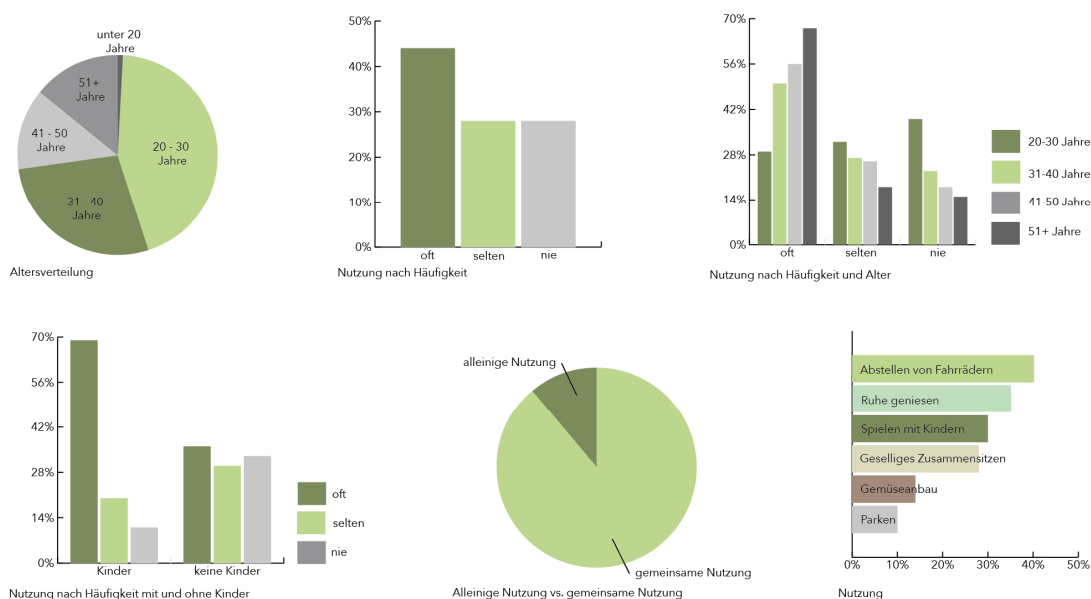 unter 20
Jahre
51+
Jahre
41 - 50
Jahre
20 - 30
Jahre
31 - 40
Jahre
Altersverteilung
50%
40%
30%
20%
10%
0%
oft
selten
nie
Nutzung nach Häufigkeit
70%
56%
42%
28%
14%
0%
oft
selten
nie
20-30 Jahre
31-40 Jahre
41-50 Jahre
51+ Jahre
Nutzung nach Häufigkeit und Alter
70%
56%
42%
28%
14%
0%
Kinder
keine Kinder
oft
selten
nie
Nutzung nach Häufigkeit mit und ohne Kinder
alleinige Nutzung
gemeinsame Nutzung
Alleinige Nutzung vs. gemeinsame Nutzung
Abstellen von Fahrrädern
Ruhe geniesen
Spielen mit Kindern
Geselliges Zusammensitzen
Gemüseanbau
Parken
0%
10%
20%
30%
40%
50%
Nutzung